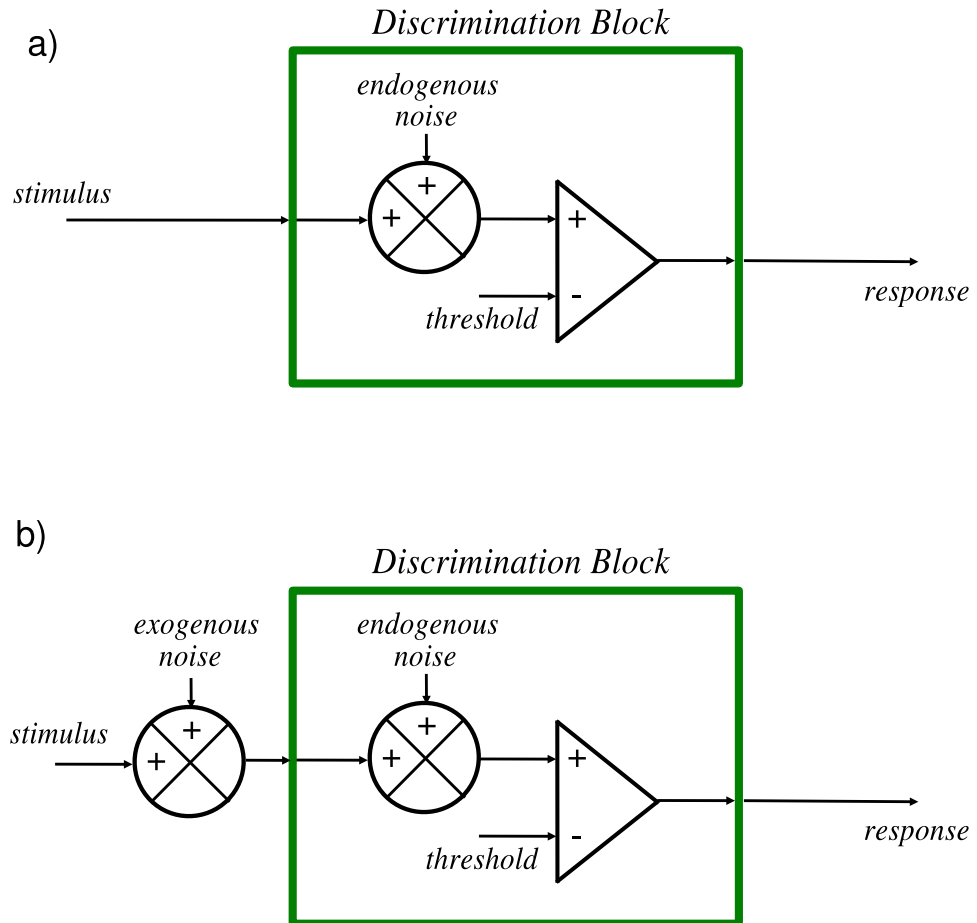 a)
Discrimination Block
endogenous
noise
stimulus
+
+
+
-
threshold
response
b)
Discrimination Block
exogenous
noise
endogenous
noise
stimulus
+
+
+
+
+
-
threshold
response